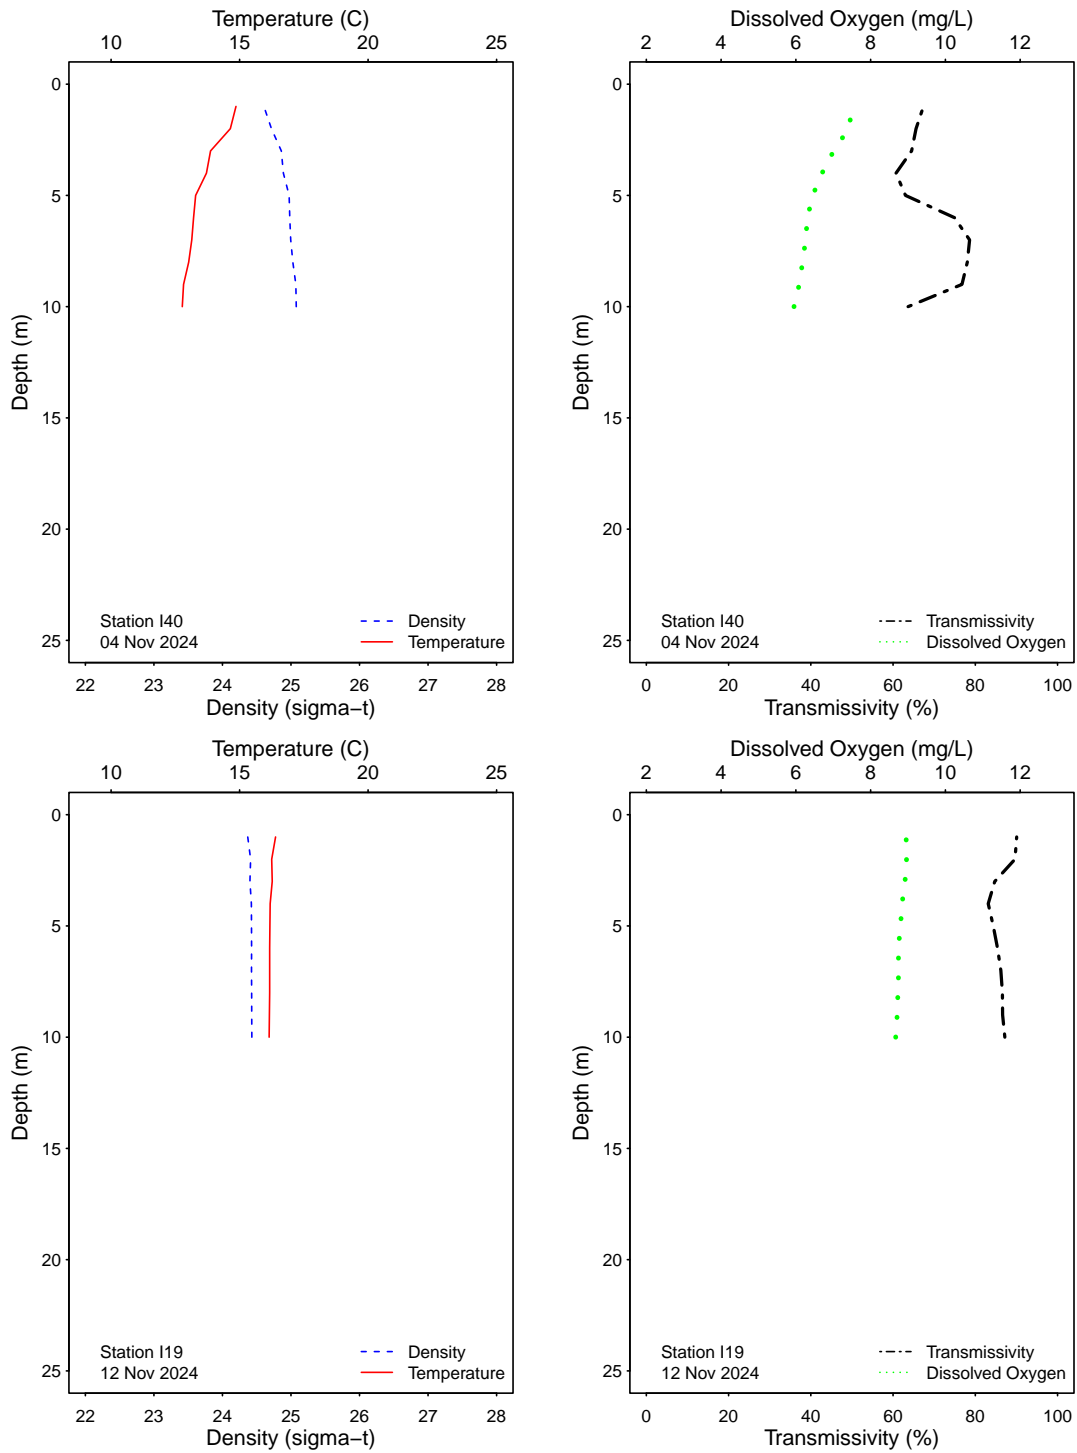 Temperature (C)
10 15 20 25
0
5
10
15
20
25
Depth (m)
Station I40
04 Nov 2024
Density
Temperature
22 23 24 25 26 27 28
Density (sigma−t)
Dissolved Oxygen (mg/L)
2 4 6 8 10 12
0
5
10
15
20
25
Depth (m)
Station I40
04 Nov 2024
Transmissivity
Dissolved Oxygen
0 20 40 60 80 100
Transmissivity (%)
Temperature (C)
10 15 20 25
0
5
10
15
20
25
Depth (m)
Station I19
12 Nov 2024
Density
Temperature
22 23 24 25 26 27 28
Density (sigma−t)
Dissolved Oxygen (mg/L)
2 4 6 8 10 12
0
5
10
15
20
25
Depth (m)
Station I19
12 Nov 2024
Transmissivity
Dissolved Oxygen
0 20 40 60 80 100
Transmissivity (%)